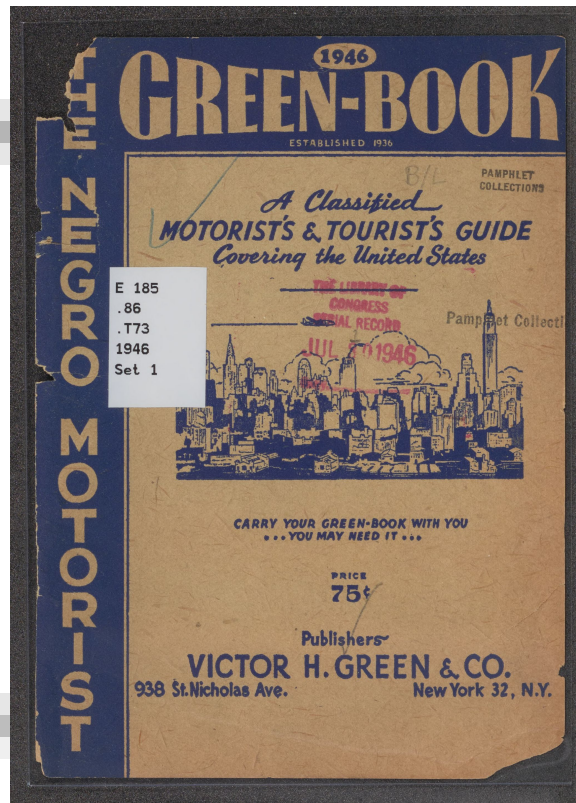 1946
GREEN-BOOK
ESTABLISHED 1936
THE NEGRO MOTORIST
B/L
PAMPHLET
COLLECTIONS
A Classified
MOTORIST'S & TOURIST'S GUIDE
Covering the United States
E 185
.86
.T73
1946
Set 1
THE LIBRARY OF
CONGRESS
SERIAL RECORD
JUL 1946
Pamphlet Collecti
CARRY YOUR GREEN-BOOK WITH YOU
...YOU MAY NEED IT...
PRICE
75¢
Publishers
VICTOR H. GREEN & CO.
938 St. Nicholas Ave. New York 32, N.Y.